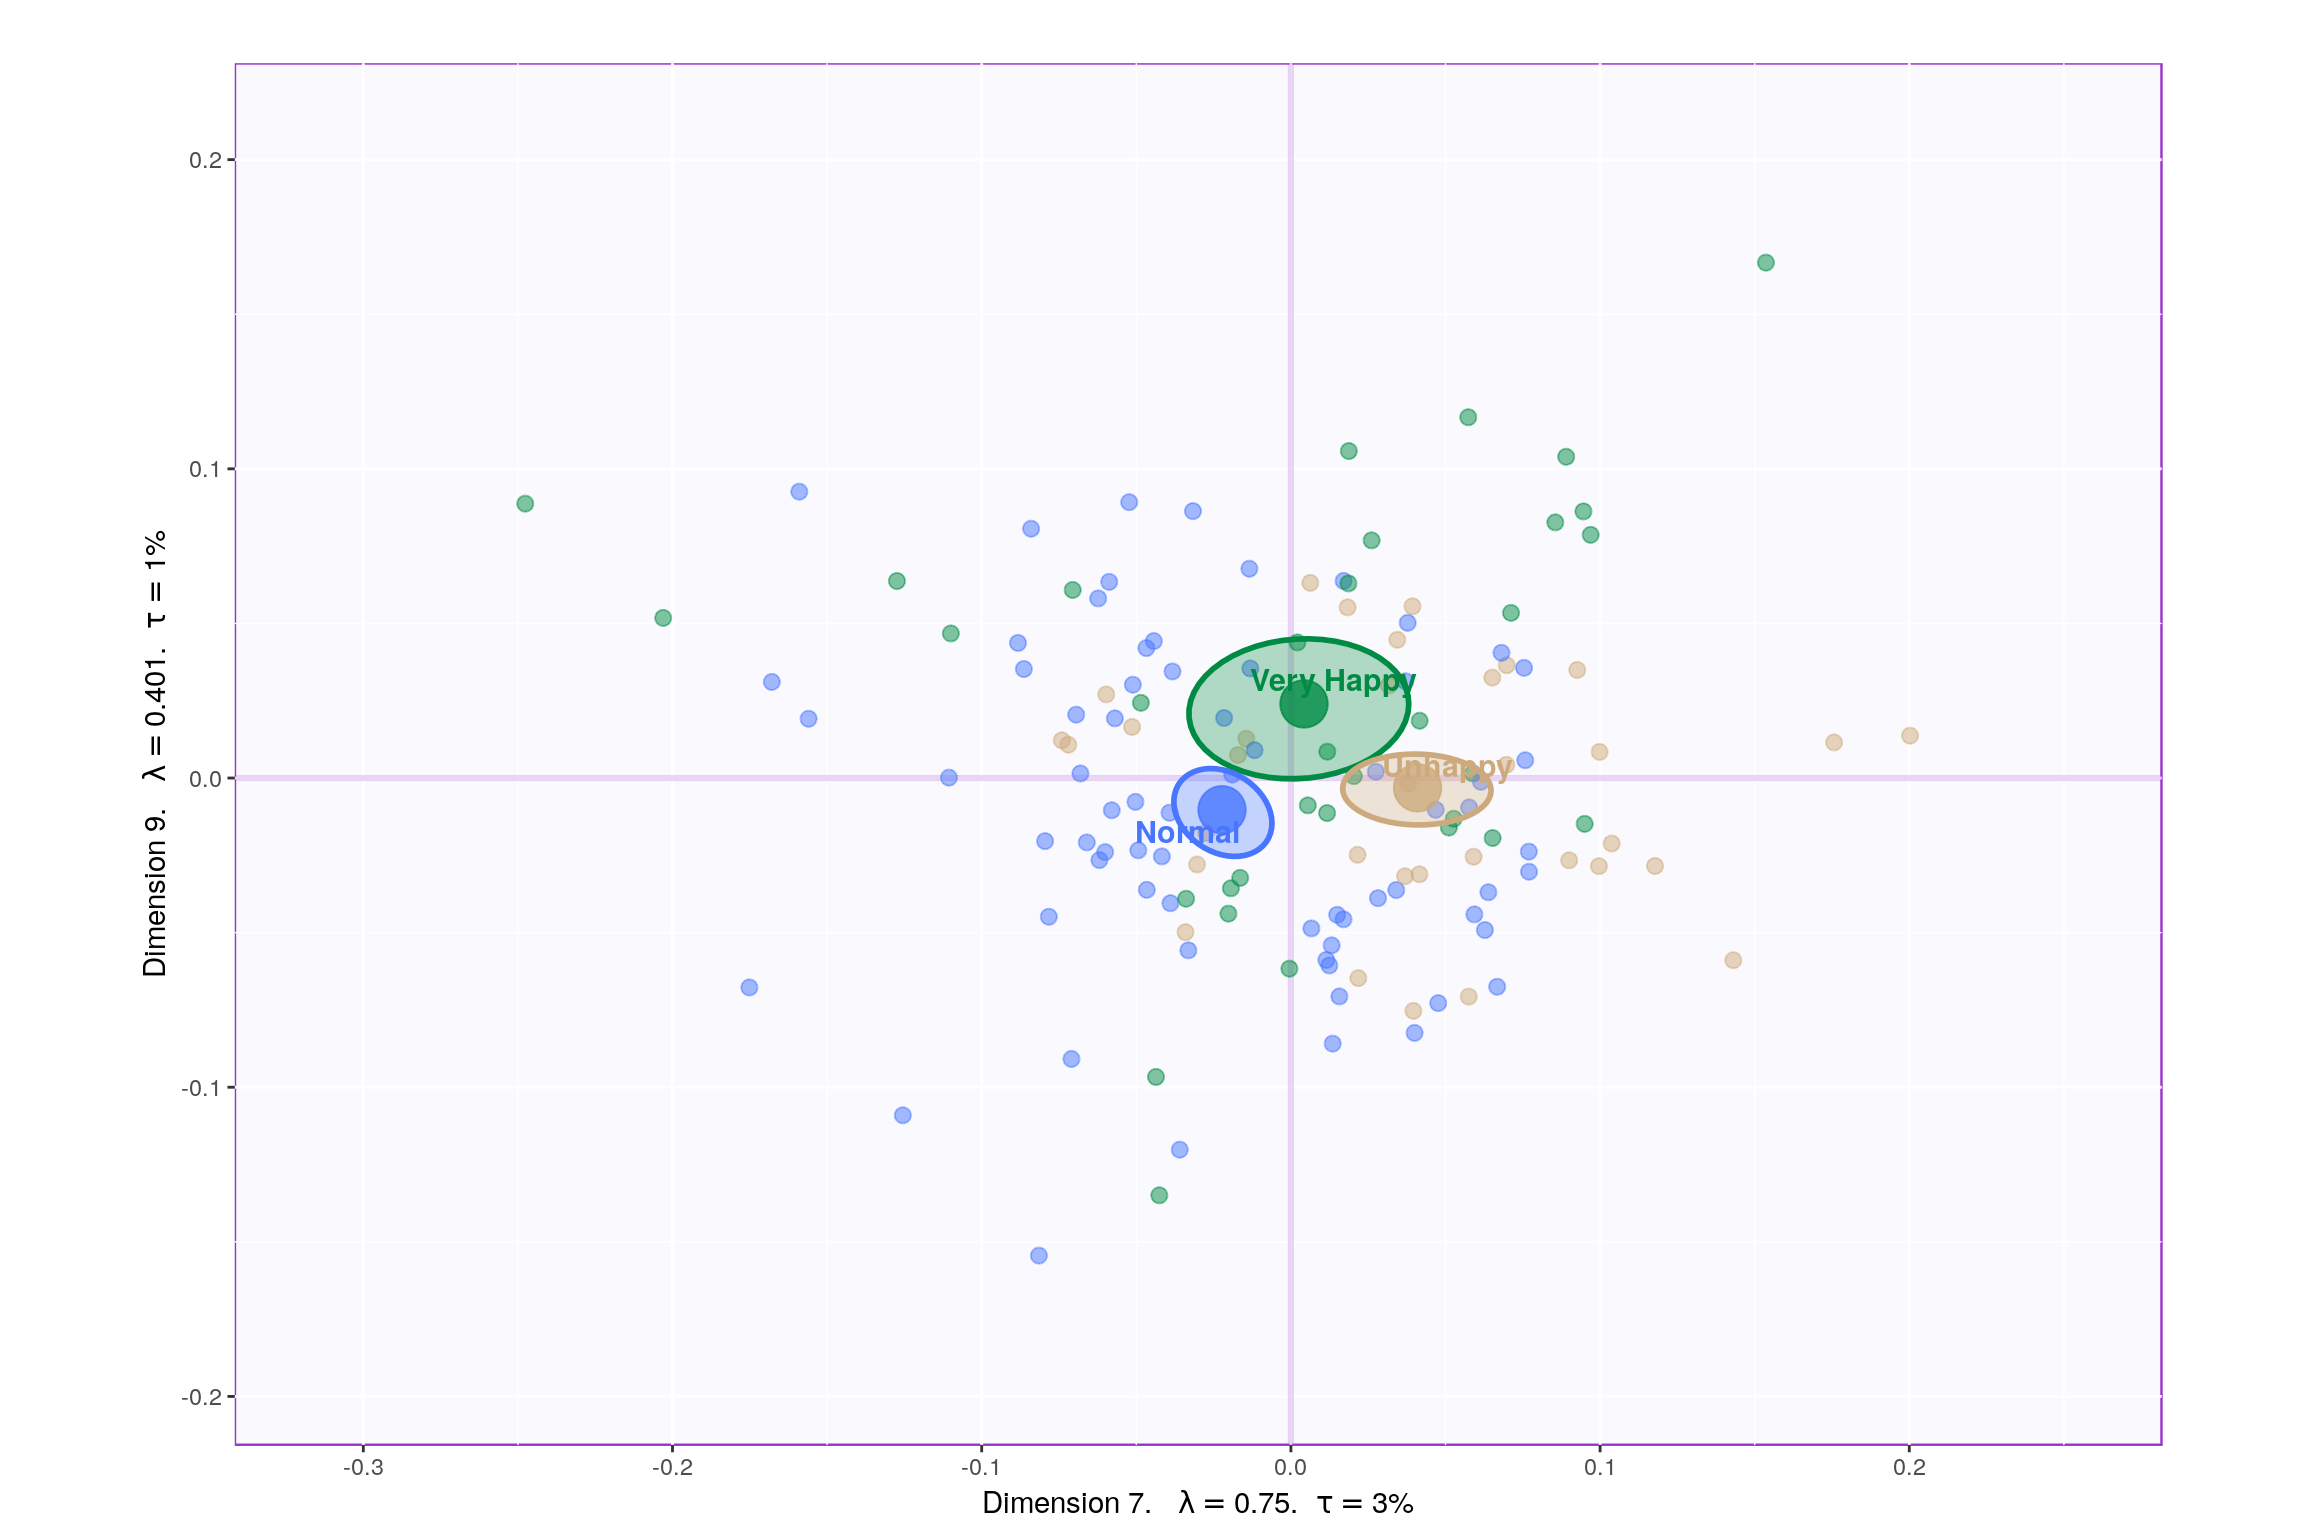 0.2
0.1
0.0
-0.1
-0.2
Dimension 9.   λ = 0.401.   τ = 1%
Very Happy
Unhappy
Normal
-0.3
-0.2
-0.1
0.0
0.1
0.2
Dimension 7.   λ = 0.75.   τ = 3%